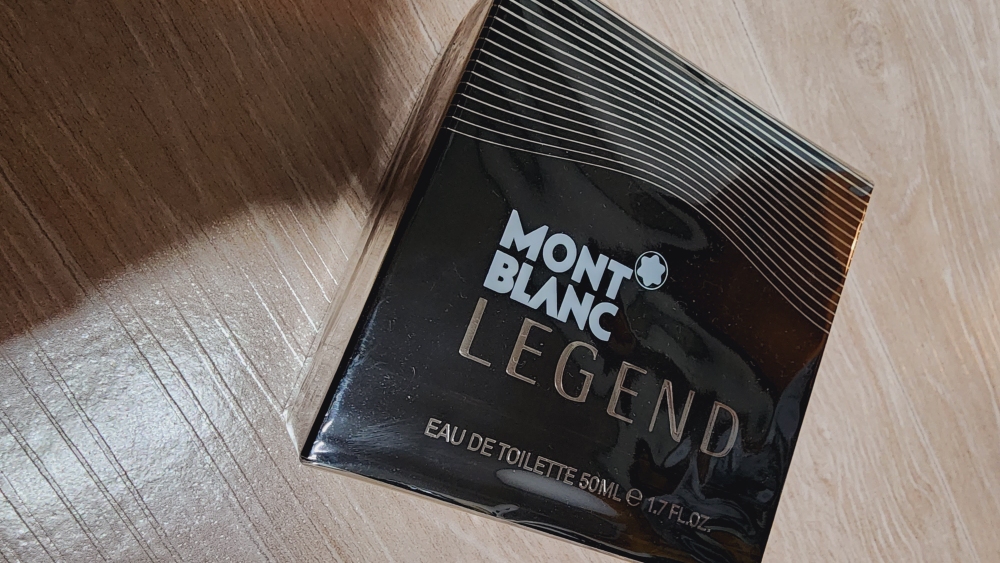 MONT
BLANC
LEGEND
EAU DE TOILETTE 50ML ℮ 1.7 FL.OZ.